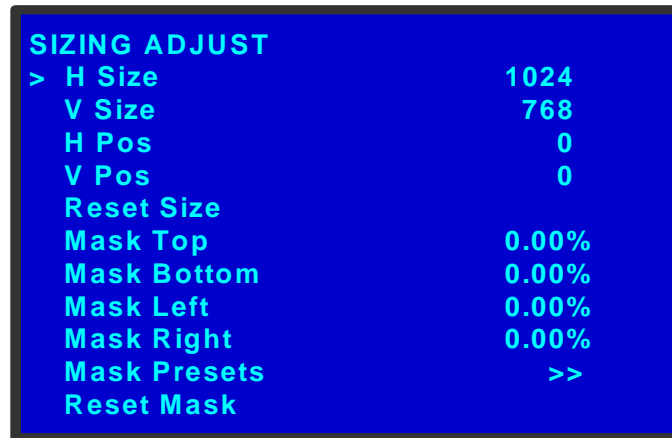 SIZING ADJUST
> H Size 1024
V Size 768
H Pos 0
V Pos 0
Reset Size
Mask Top 0.00%
Mask Bottom 0.00%
Mask Left 0.00%
Mask Right 0.00%
Mask Presets >>
Reset Mask